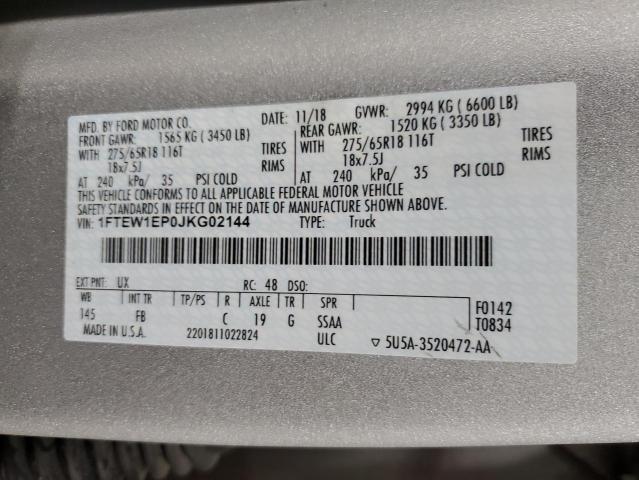 MFD. BY FORD MOTOR CO.
DATE: 11/18 GVWR: 2994 KG ( 6600 LB)
FRONT GAWR: 1565 KG ( 3450 LB)
WITH 275/65R18 116T TIRES
18x7.5J RIMS
AT 240 kPa/ 35 PSI COLD
REAR GAWR: 1520 KG ( 3350 LB)
WITH 275/65R18 116T TIRES
18x7.5J RIMS
AT 240 kPa/ 35 PSI COLD
THIS VEHICLE CONFORMS TO ALL APPLICABLE FEDERAL MOTOR VEHICLE
SAFETY STANDARDS IN EFFECT ON THE DATE OF MANUFACTURE SHOWN ABOVE.
VIN: 1FTEW1EP0JKG02144 TYPE: Truck
EXT PNT: UX RC: 48 DSO:
WB INT TR TP/PS R AXLE TR SPR
145 FB C 19 G SSAA
F0142
T0834
MADE IN U.S.A. 2201811022824 ULC ▽ 5U5A-3520472-AA